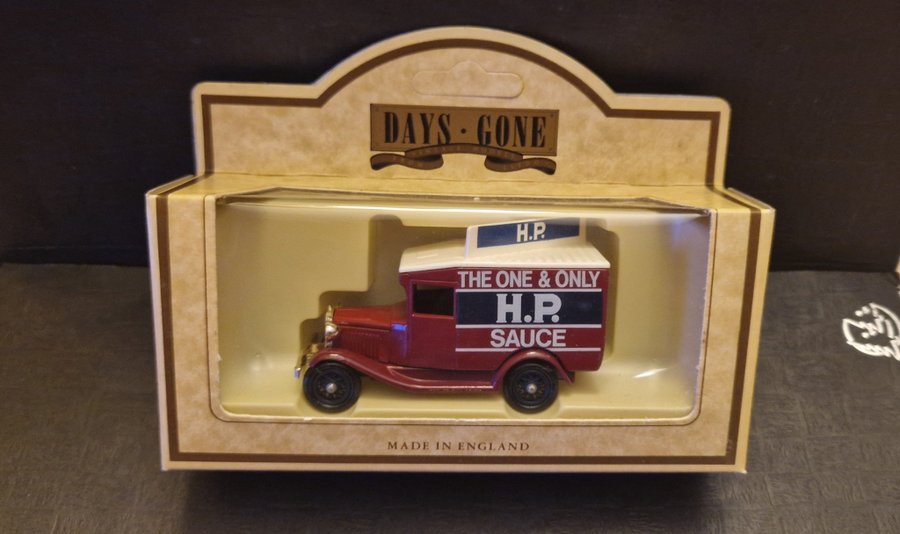 DAYS · GONE
H.P.
THE ONE & ONLY
H.P.
SAUCE
MADE IN ENGLAND